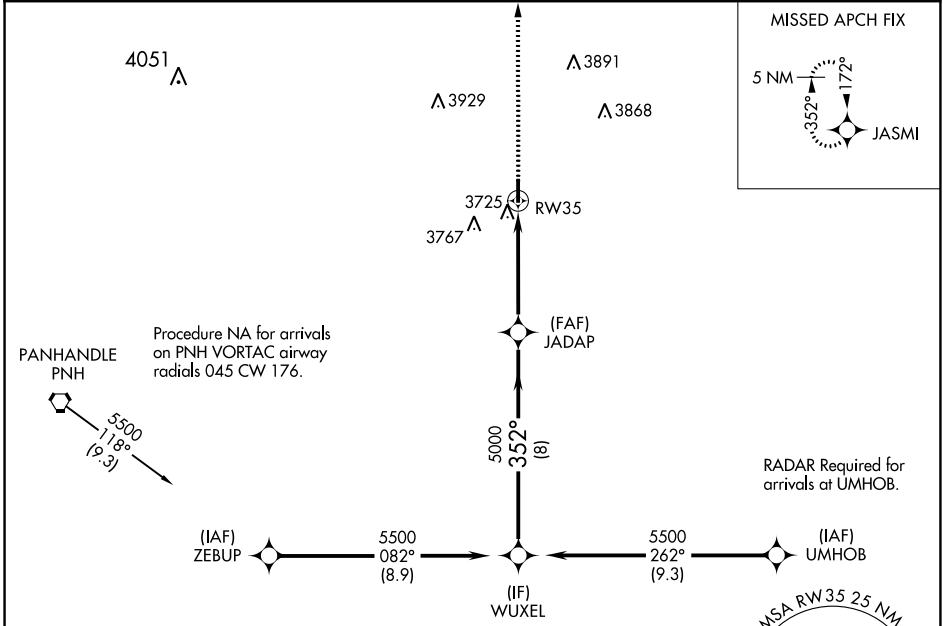 MISSED APCH FIX
4051
3891
3929
3868
5 NM
352°
172°
JASMI
3725
RW35
3767
(FAF)
JADAP
Procedure NA for arrivals
on PNH VORTAC airway
radials 045 CW 176.
PANHANDLE
PNH
5500
118°
(9.3)
5000
352°
(8)
RADAR Required for
arrivals at UMHOB.
(IAF)
ZEBUP
5500
082°
(8.9)
5500
262°
(9.3)
(IAF)
UMHOB
(IF)
WUXEL
MSA RW35 25 NM